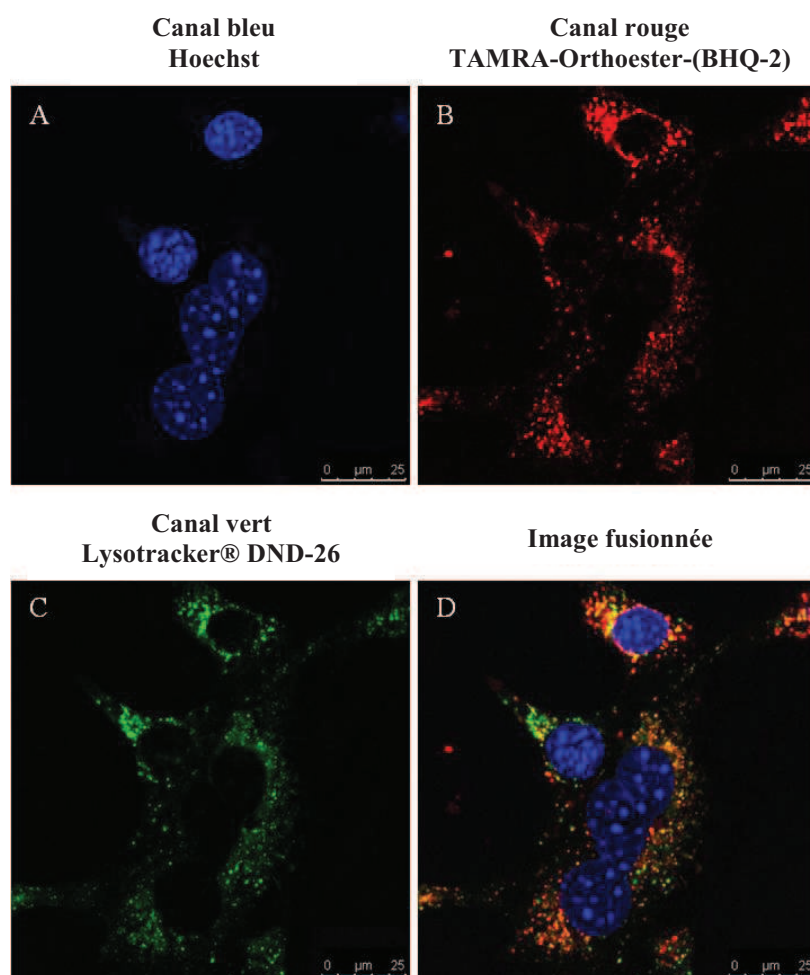 Canal bleu
Hoechst
Canal rouge
TAMRA-Orthoester-(BHQ-2)
A
0 µm 25
B
0 µm 25
Canal vert
Lysotracker® DND-26
Image fusionnée
C
0 µm 25
D
0 µm 25